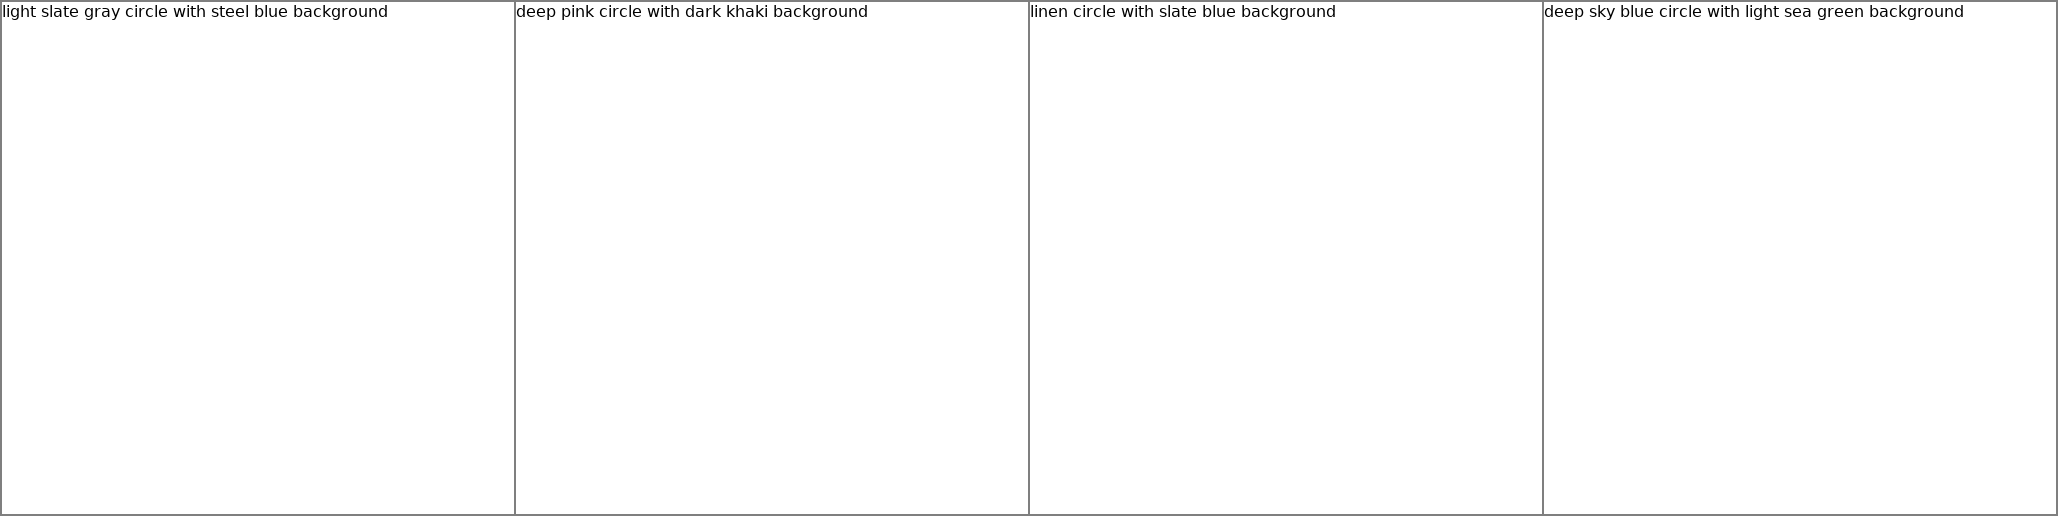 light slate gray circle with steel blue background
deep pink circle with dark khaki background
linen circle with slate blue background
deep sky blue circle with light sea green background